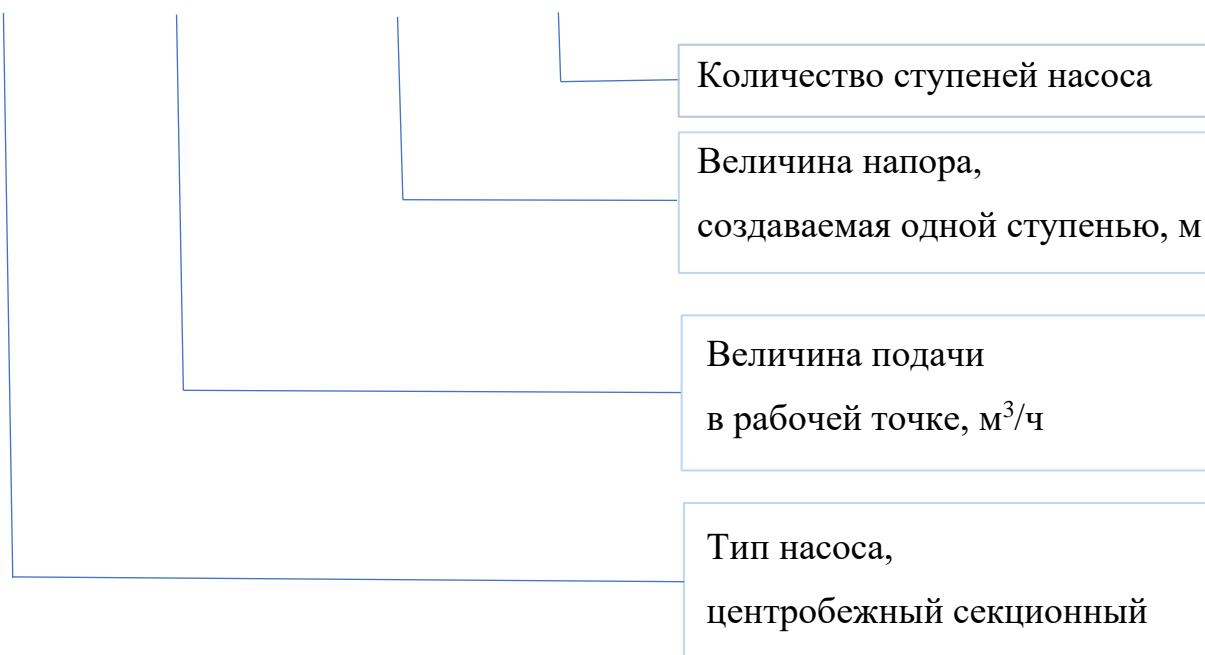 Количество ступеней насоса
Величина напора,
создаваемая одной ступенью, м
Величина подачи
в рабочей точке, м³/ч
Тип насоса,
центробежный секционный